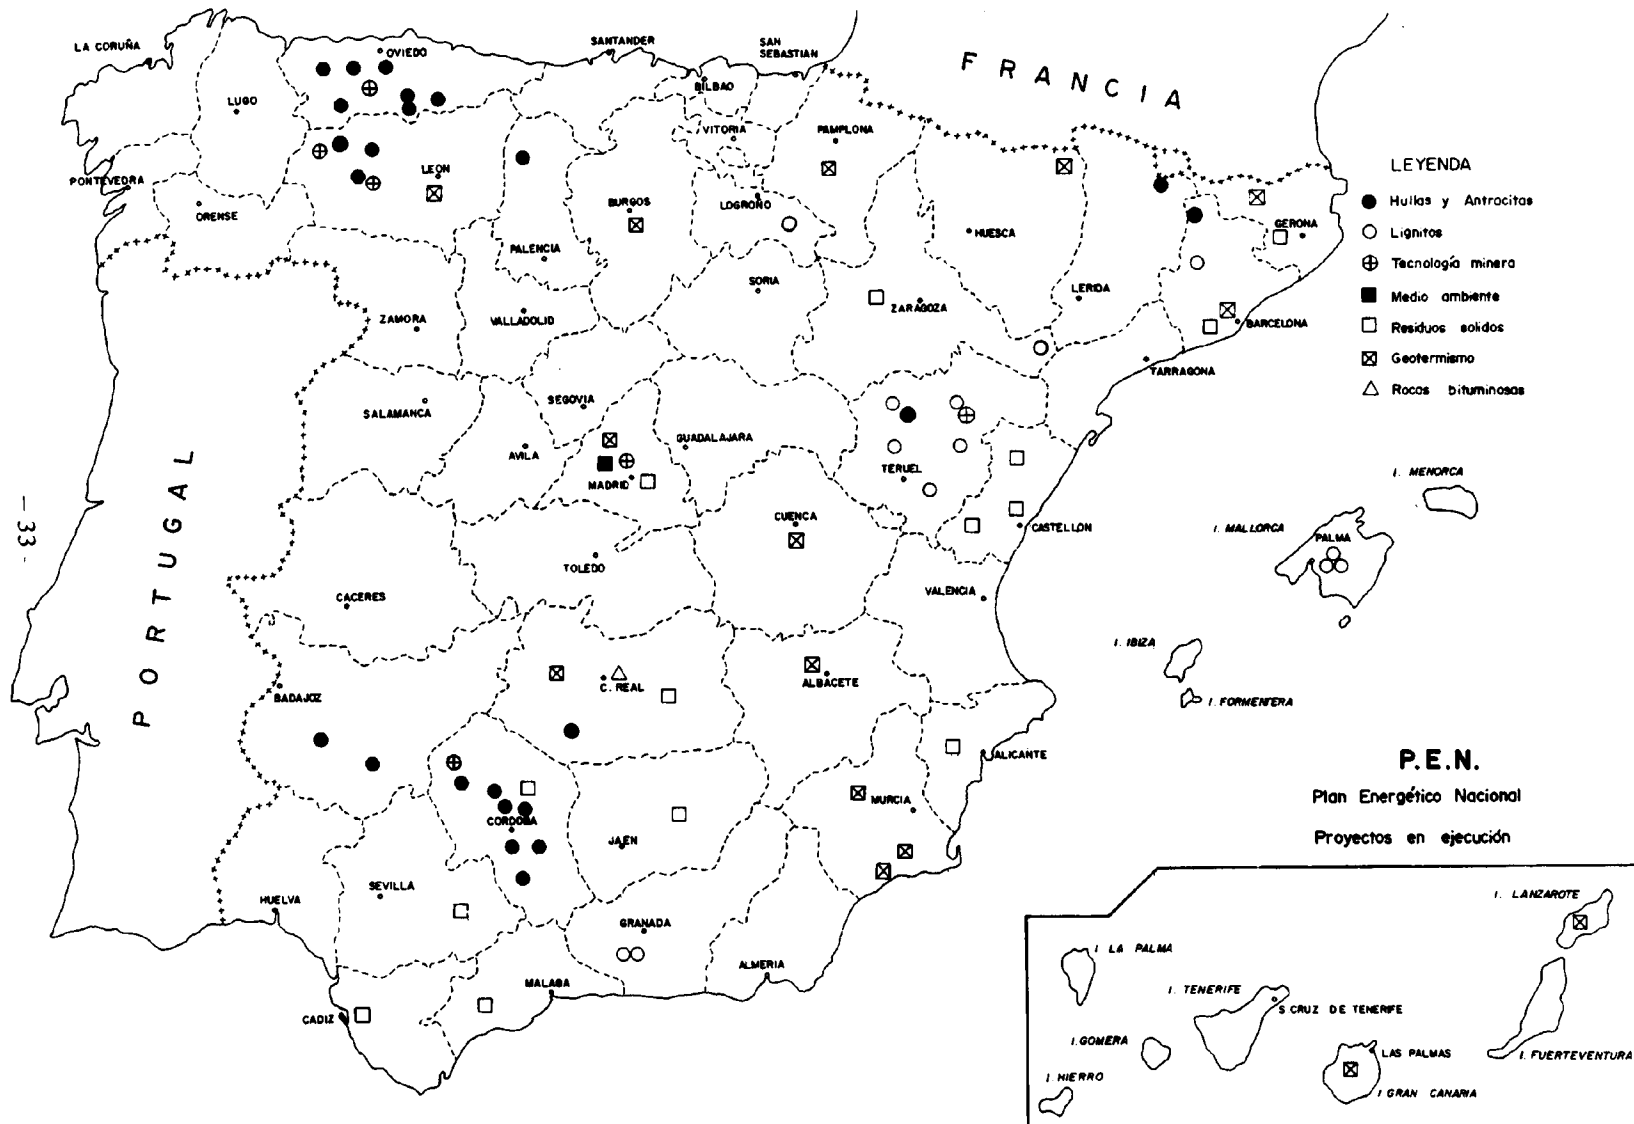 LA CORUÑA
OVIEDO
SANTANDER
SAN
SEBASTIAN
FRANCIA
LUGO
BILBAO
VITORIA
PAMPLONA
LEYENDA
PONTEVEDRA
LEON
ORENSE
BURGOS
LOGROÑO
HUESCA
GERONA
Hullas y Antracitas
Lignitos
Tecnología minera
Medio ambiente
Residuos solidos
Geotermismo
Rocas bituminosas
PALENCIA
SORIA
ZARAGOZA
LERIDA
BARCELONA
ZAMORA
VALLADOLID
TARRAGONA
SALAMANCA
SEGOVIA
AVILA
GUADALAJARA
MADRID
TERUEL
PORTUGAL
I. MENORCA
-33-
CUENCA
CASTELLON
I. MALLORCA
PALMA
TOLEDO
CACERES
VALENCIA
I. IBIZA
BADAJOZ
C. REAL
ALBACETE
I. FORMENTERA
ALICANTE
P.E.N.
Plan Energético Nacional
Proyectos en ejecución
MURCIA
CORDOBA
JAEN
SEVILLA
HUELVA
GRANADA
ALMERIA
MALAGA
CADIZ
I. LANZAROTE
I. LA PALMA
I. TENERIFE
S. CRUZ DE TENERIFE
I. GOMERA
LAS PALMAS
I. FUERTEVENTURA
I. HIERRO
I GRAN CANARIA